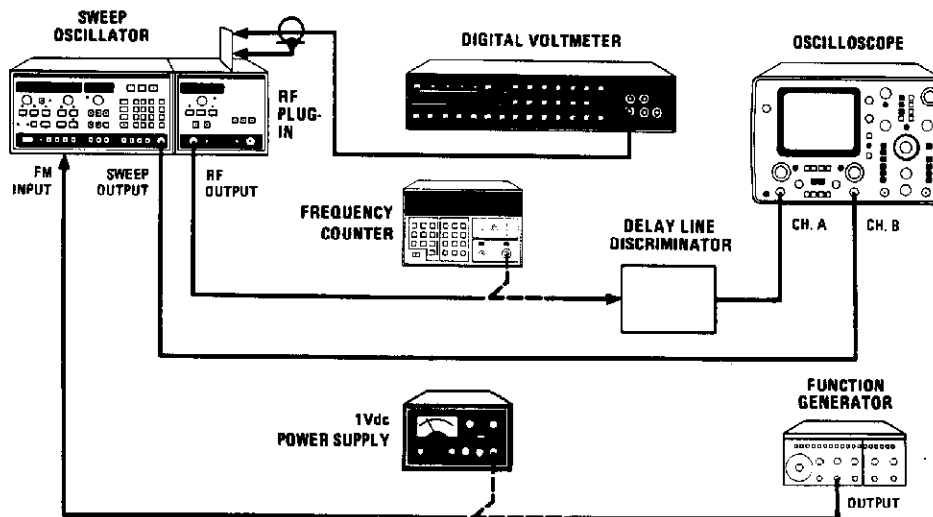 SWEEP
OSCILLATOR
DIGITAL VOLTMETER
OSCILLOSCOPE
RF
PLUG-
IN
FM
INPUT
SWEEP
OUTPUT
RF
OUTPUT
FREQUENCY
COUNTER
DELAY LINE
DISCRIMINATOR
CH. A
CH. B
1Vdc
POWER SUPPLY
FUNCTION
GENERATOR
OUTPUT